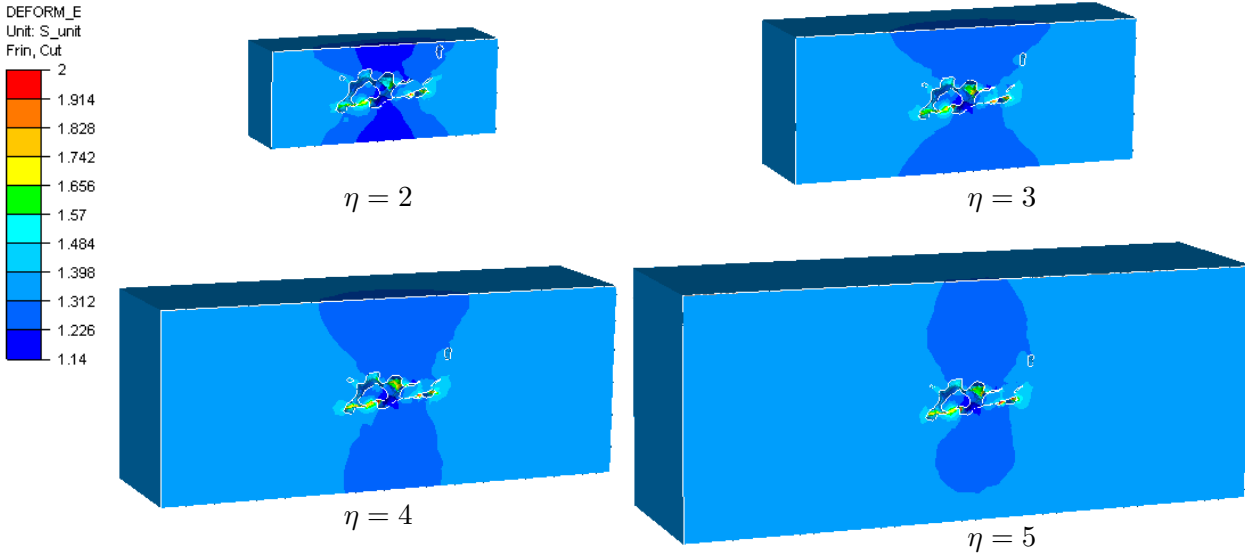 DEFORM_E
Unit: S_unit
Frin, Cut
2
1.914
1.828
1.742
1.656
1.57
1.484
1.398
1.312
1.226
1.14
η = 2
η = 3
η = 4
η = 5